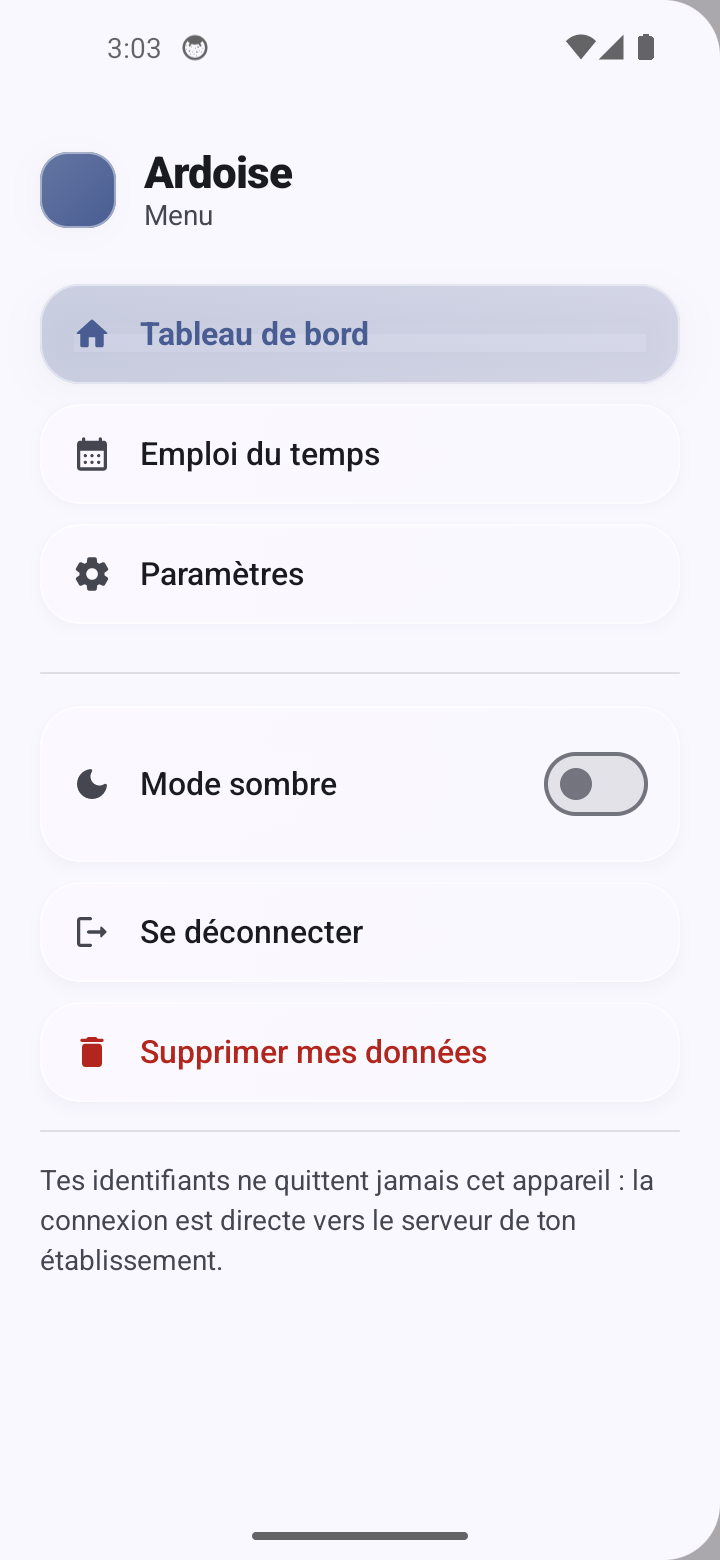 3:03
Ardoise
Menu
Tableau de bord
Emploi du temps
Paramètres
Mode sombre
Se déconnecter
Supprimer mes données
Tes identifiants ne quittent jamais cet appareil : la
connexion est directe vers le serveur de ton
établissement.